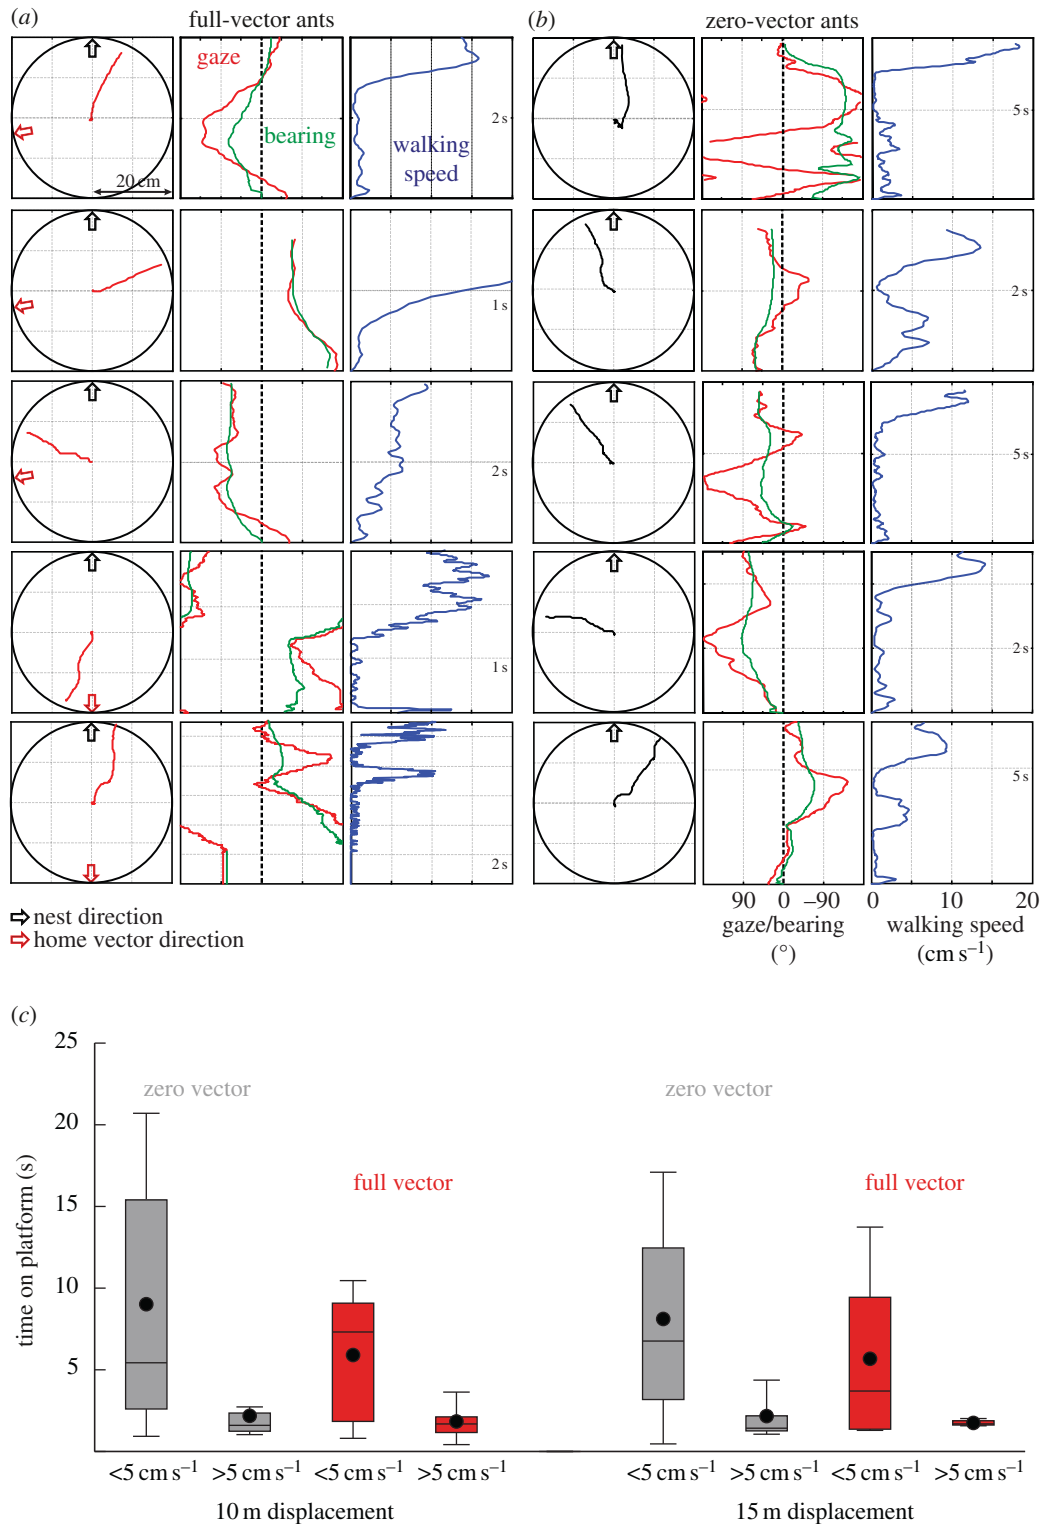 (a) full-vector ants
(b) zero-vector ants
gaze
bearing
walking
speed
2 s
20 cm
5 s
1 s
2 s
2 s
5 s
1 s
2 s
2 s
5 s
nest direction
home vector direction
90 0 –90
gaze/bearing
(°)
0 10 20
walking speed
(cm s–1)
(c)
25
20
15
10
5
time on platform (s)
zero vector
full vector
zero vector
full vector
<5 cm s–1 >5 cm s–1 <5 cm s–1 >5 cm s–1
10 m displacement
<5 cm s–1 >5 cm s–1 <5 cm s–1 >5 cm s–1
15 m displacement